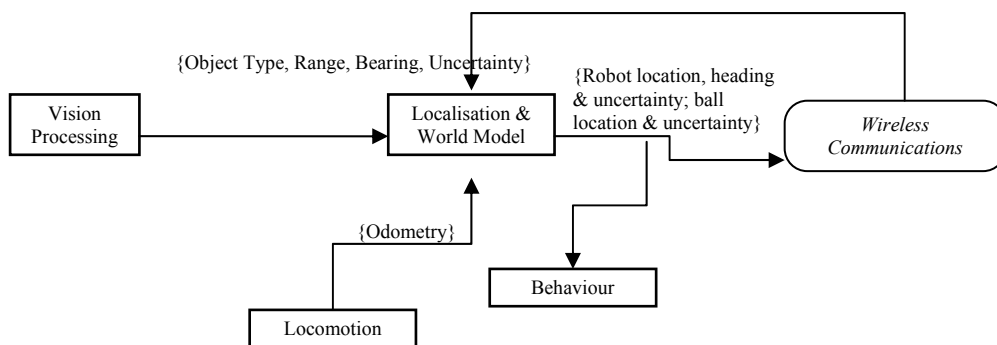 {Object Type, Range, Bearing, Uncertainty}
{Robot location, heading
& uncertainty; ball
location & uncertainty}
Vision
Processing
Localisation &
World Model
Wireless
Communications
{Odometry}
Behaviour
Locomotion